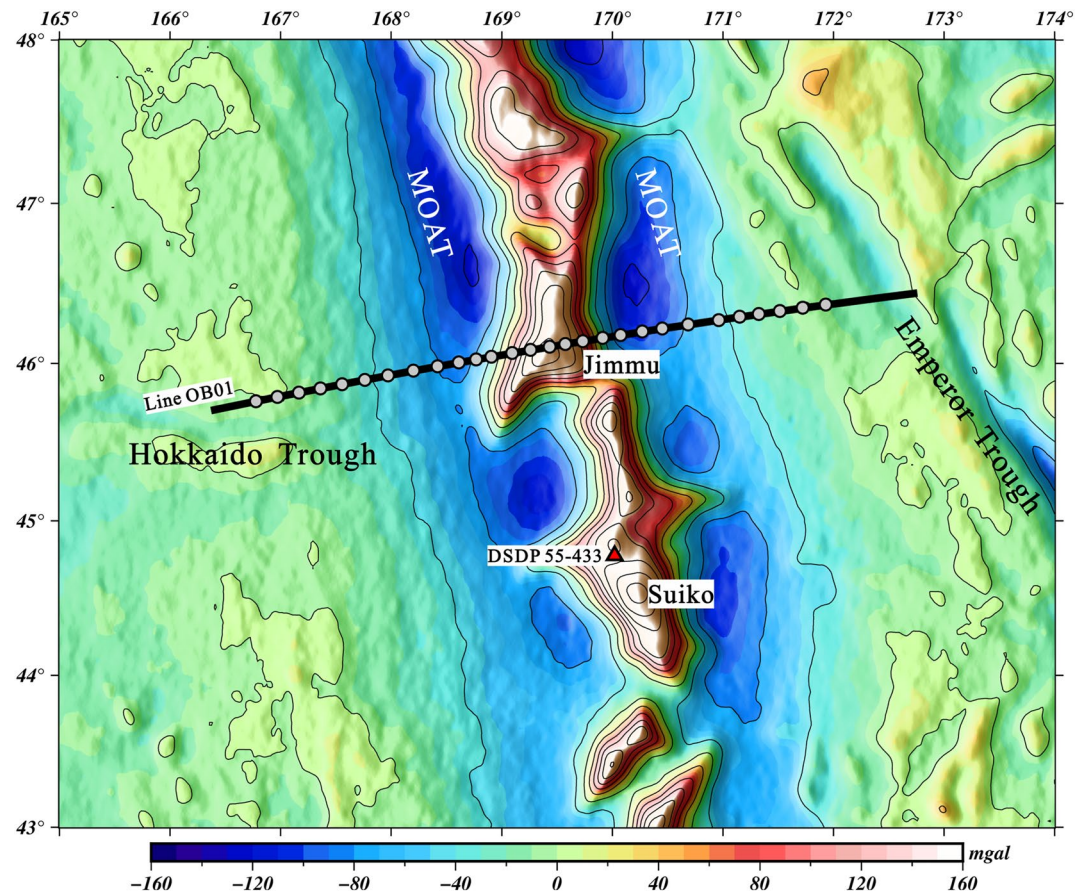 165° 166° 167° 168° 169° 170° 171° 172° 173° 174°
48°
47°
46°
45°
44°
43°
MOAT
MOAT
Line OB01
Jimmu
Hokkaido Trough
Emperor Trough
DSDP 55-433
Suiko
mgal
−160 −120 −80 −40 0 40 80 120 160